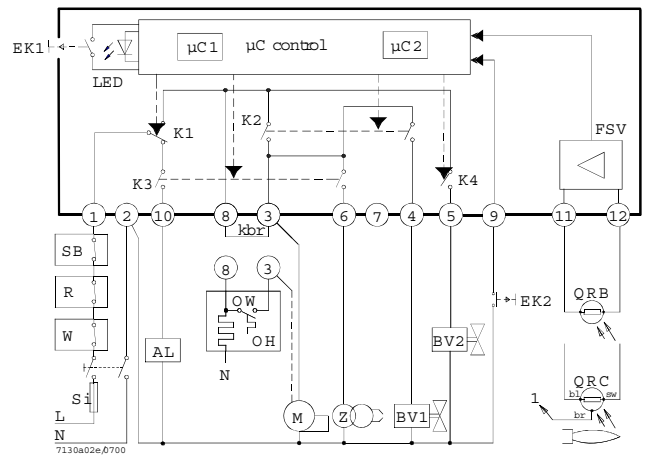 EK1
LED
µC1
µC control
µC2
FSV
K1
K2
K3
K4
1
2
10
8
3
6
7
4
5
9
11
12
kbr
SB
R
W
Si
L
N
AL
8
3
OW
OH
N
M
Z
BV1
BV2
EK2
QRB
QRC
bl
sw
br
1
7130a02e/0700